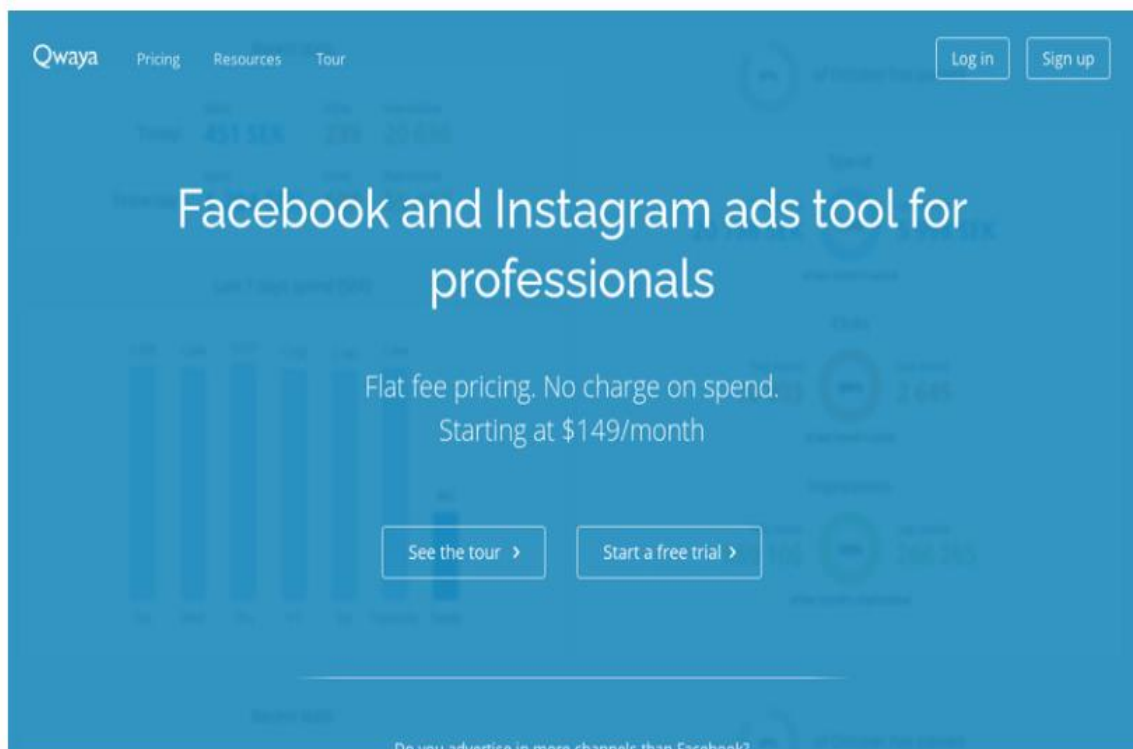 Qwaya Pricing Resources Tour Log in Sign up
451 SEK
Facebook and Instagram ads tool for
professionals
Flat fee pricing. No charge on spend.
Starting at $149/month
See the tour ›
Start a free trial ›
Do you advertise in more channels than Facebook?